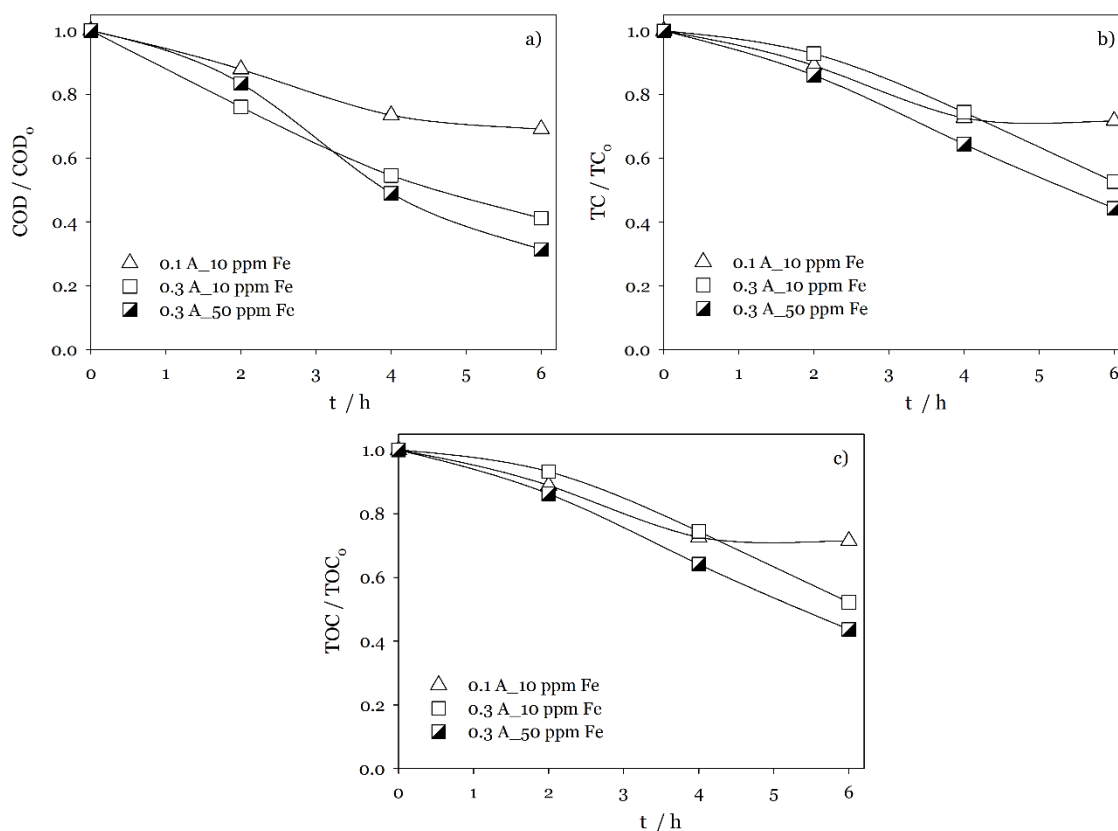 a)
COD / COD₀
1.0
0.8
0.6
0.4
0.2
0.0
0.1 A_10 ppm Fe
0.3 A_10 ppm Fe
0.3 A_50 ppm Fe
0 1 2 3 4 5 6
t / h
b)
TC / TC₀
1.0
0.8
0.6
0.4
0.2
0.0
0.1 A_10 ppm Fe
0.3 A_10 ppm Fe
0.3 A_50 ppm Fe
0 1 2 3 4 5 6
t / h
c)
TOC / TOC₀
1.0
0.8
0.6
0.4
0.2
0.0
0.1 A_10 ppm Fe
0.3 A_10 ppm Fe
0.3 A_50 ppm Fe
0 1 2 3 4 5 6
t / h